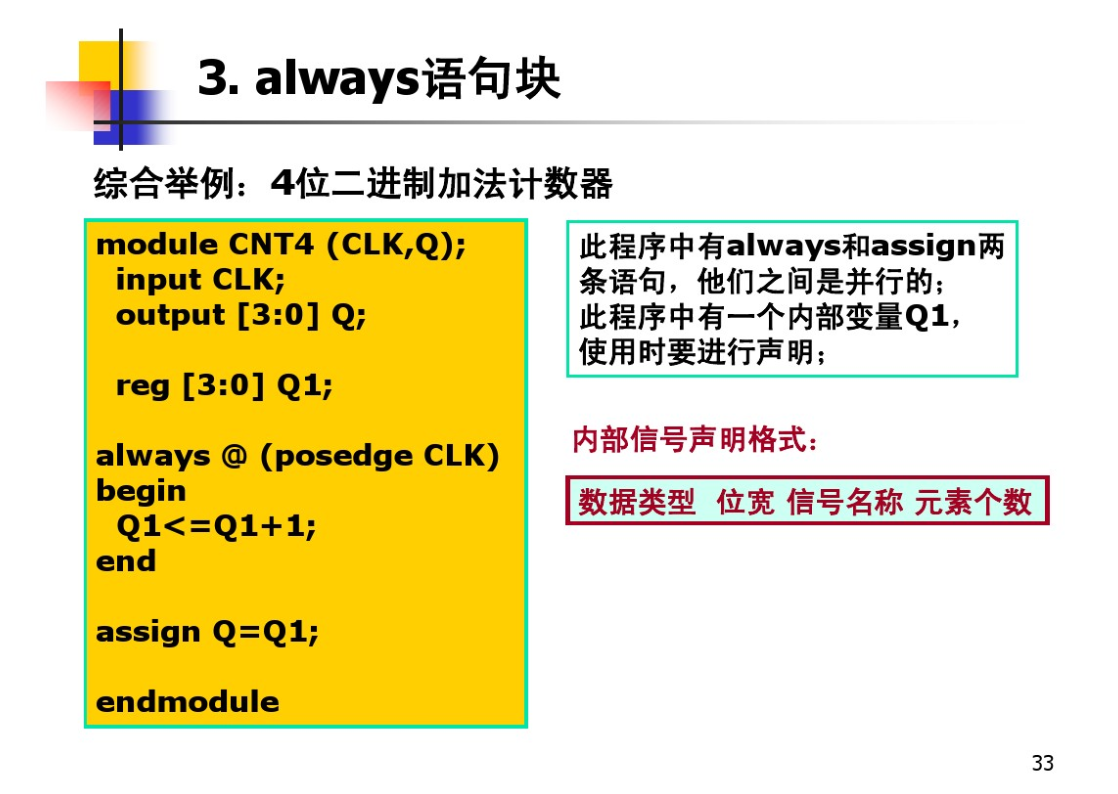 3. always语句块
综合举例：4位二进制加法计数器
module CNT4 (CLK,Q);
input CLK;
output [3:0] Q;
reg [3:0] Q1;
always @ (posedge CLK)
begin
Q1<=Q1+1;
end
assign Q=Q1;
endmodule
此程序中有always和assign两
条语句，他们之间是并行的；
此程序中有一个内部变量Q1，
使用时要进行声明；
内部信号声明格式：
数据类型 位宽 信号名称 元素个数
33